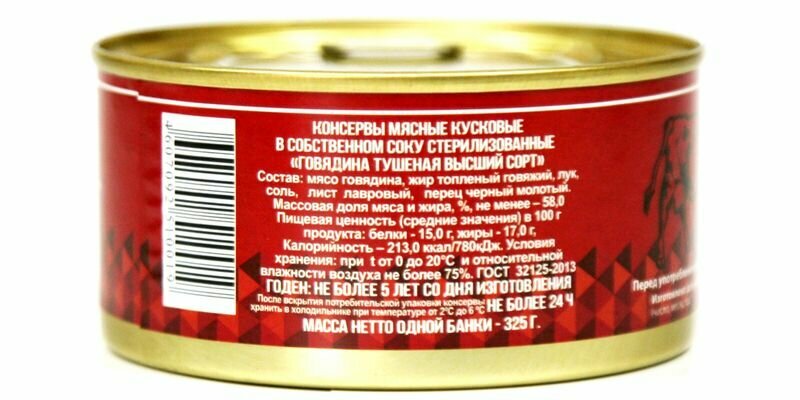 КОНСЕРВЫ МЯСНЫЕ КУСКОВЫЕ
В СОБСТВЕННОМ СОКУ СТЕРИЛИЗОВАННЫЕ
«ГОВЯДИНА ТУШЕНАЯ ВЫСШИЙ СОРТ»
Состав: мясо говядина, жир топленый говяжий, лук,
соль, лист лавровый, перец черный молотый.
Массовая доля мяса и жира, %, не менее – 58,0
Пищевая ценность (средние значения) в 100 г
продукта: белки - 15,0 г, жиры - 17,0 г,
Калорийность – 213,0 ккал/780кДж. Условия
хранения: при t от 0 до 20°С и относительной
влажности воздуха не более 75%. ГОСТ 32125-2013
ГОДЕН: НЕ БОЛЕЕ 5 ЛЕТ СО ДНЯ ИЗГОТОВЛЕНИЯ
После вскрытия потребительской упаковки консервы
хранить в холодильнике при температуре от 2°С до 6 °С НЕ БОЛЕЕ 24 Ч
МАССА НЕТТО ОДНОЙ БАНКИ - 325 Г.
Перед употреблением